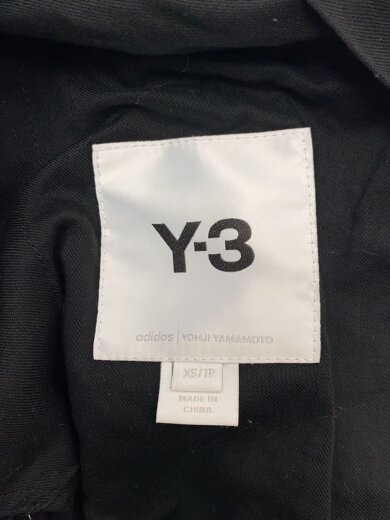 Y-3
adidas | YOHJI YAMAMOTO
XS/TP
MADE IN
CHINA